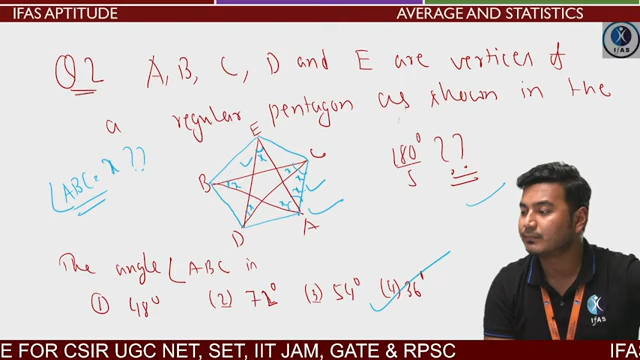 IFAS APTITUDE
AVERAGE AND STATISTICS
iFAS
Q2 A, B, C, D and E are vertices of
a regular pentagon as shown in the
∠ABC = x ??
E
C
B
D
A
x
x
x
x
x
x
x
180°/5 ??
The angle ∠ABC is
(1) 48° (2) 72° (3) 54° (4) 36°
E FOR CSIR UGC NET, SET, IIT JAM, GATE & RPSC
IFA